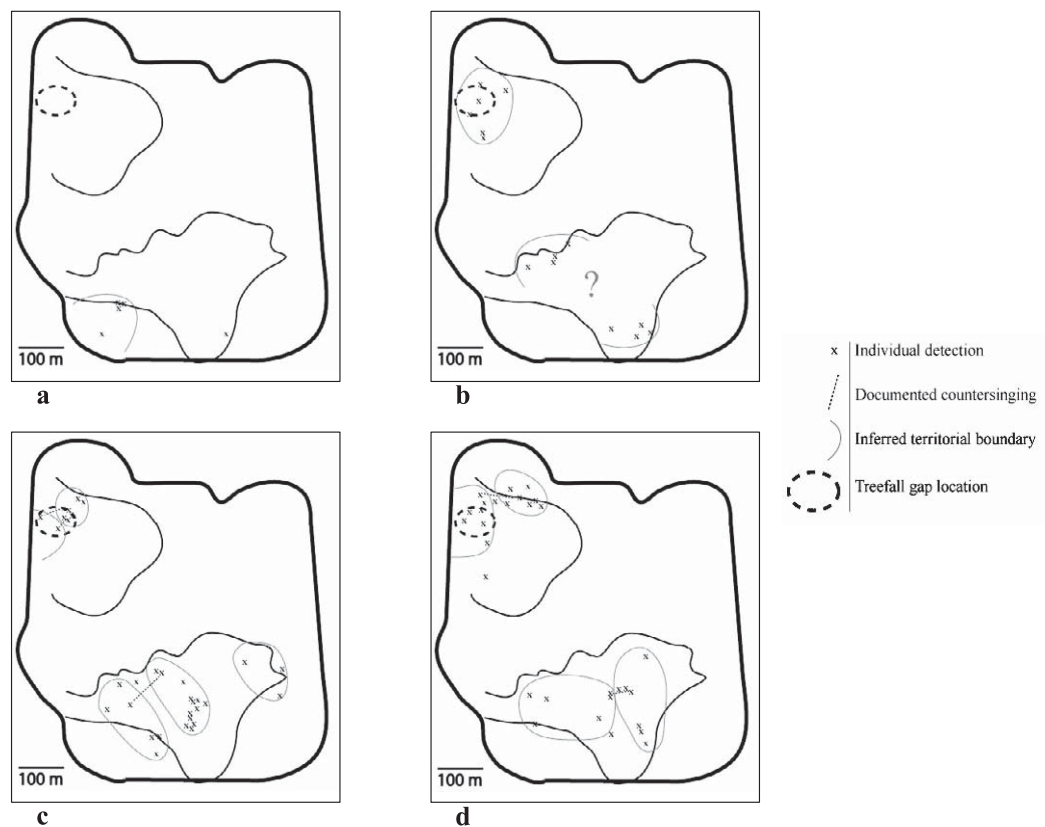 ?
100 m
100 m
a
b
x Individual detection
Documented countersinging
Inferred territorial boundary
Treefall gap location
100 m
100 m
c
d